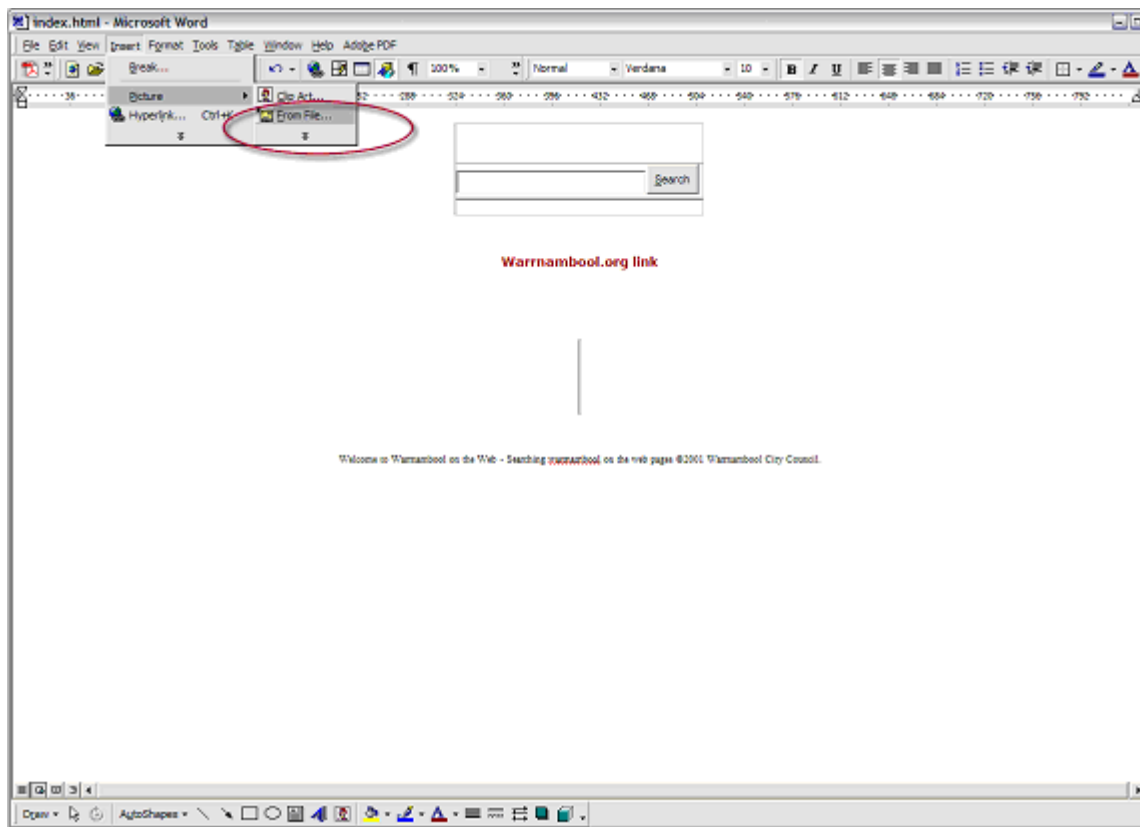 index.html - Microsoft Word
File Edit View Insert Format Tools Table Window Help Adobe PDF
Break...
100% Normal Verdana 10 B I U
Picture
Clip Art...
Hyperlink... Ctrl+K
From File...
Search
Warrnambool.org link
Welcome to Warrnambool on the Web - Searching warrnambool on the web pages ©2001 Warrnambool City Council.
Draw AutoShapes